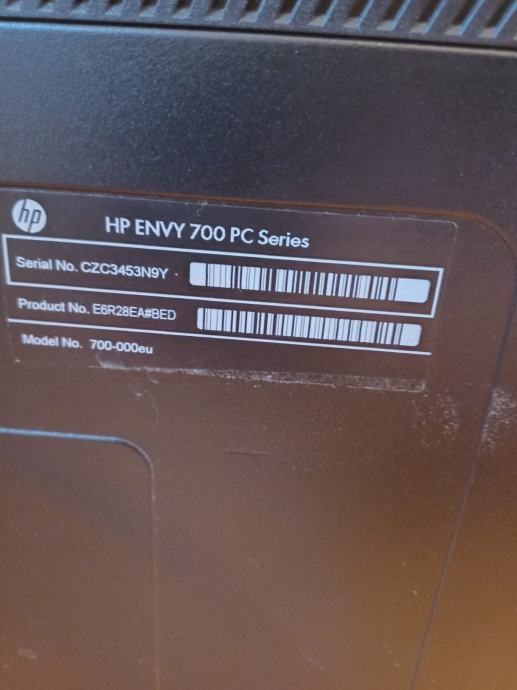 hp
HP ENVY 700 PC Series
Serial No. CZC3453N9Y
Product No. E6R28EA#BED
Model No. 700-000eu